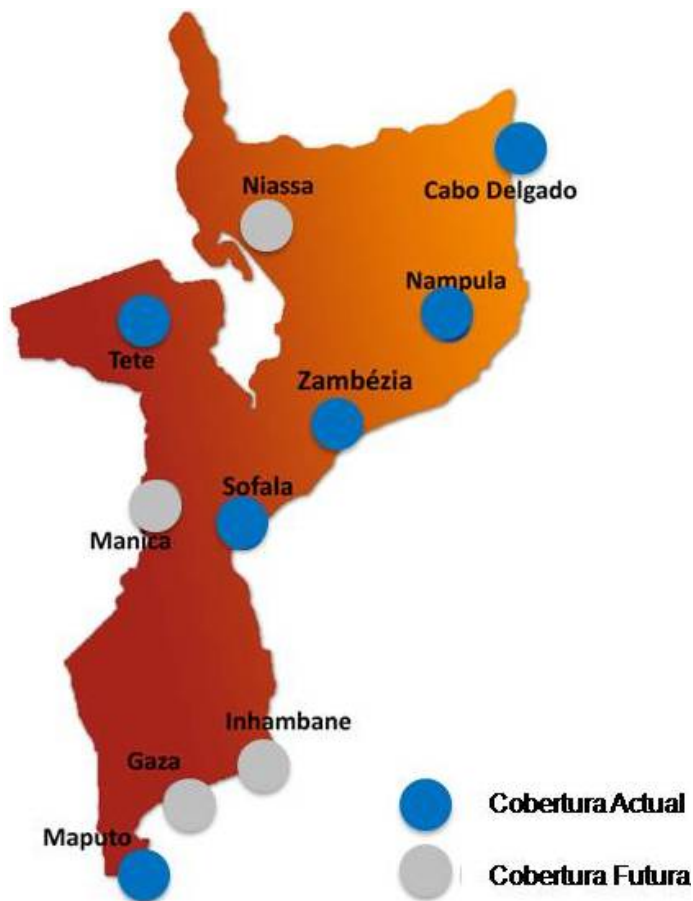 Niassa
Cabo Delgado
Nampula
Tete
Zambézia
Sofala
Manica
Inhambane
Gaza
Maputo
Cobertura Actual
Cobertura Futura